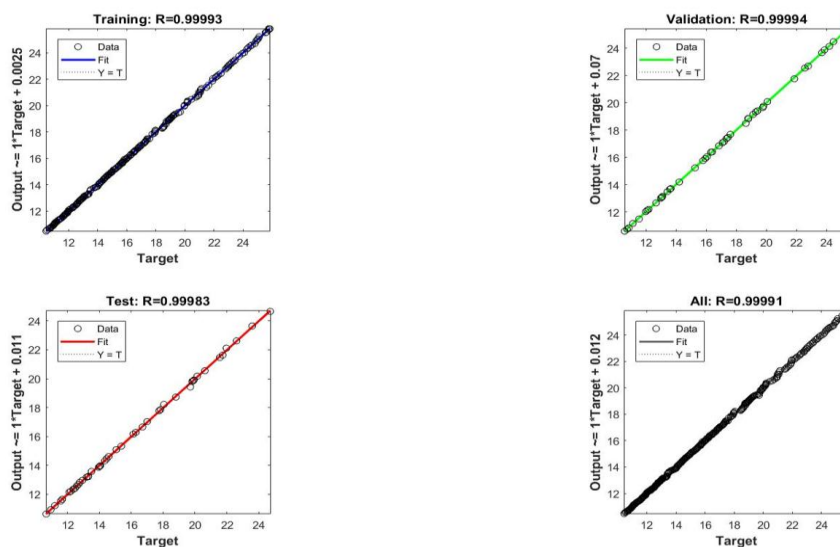 Training: R=0.99993
Output ~= 1*Target + 0.0025
Data
Fit
Y = T
24
22
20
18
16
14
12
12 14 16 18 20 22 24
Target
Validation: R=0.99994
Output ~= 1*Target + 0.07
Data
Fit
Y = T
24
22
20
18
16
14
12
12 14 16 18 20 22 24
Target
Test: R=0.99983
Output ~= 1*Target + 0.011
Data
Fit
Y = T
24
22
20
18
16
14
12
12 14 16 18 20 22 24
Target
All: R=0.99991
Output ~= 1*Target + 0.012
Data
Fit
Y = T
24
22
20
18
16
14
12
12 14 16 18 20 22 24
Target